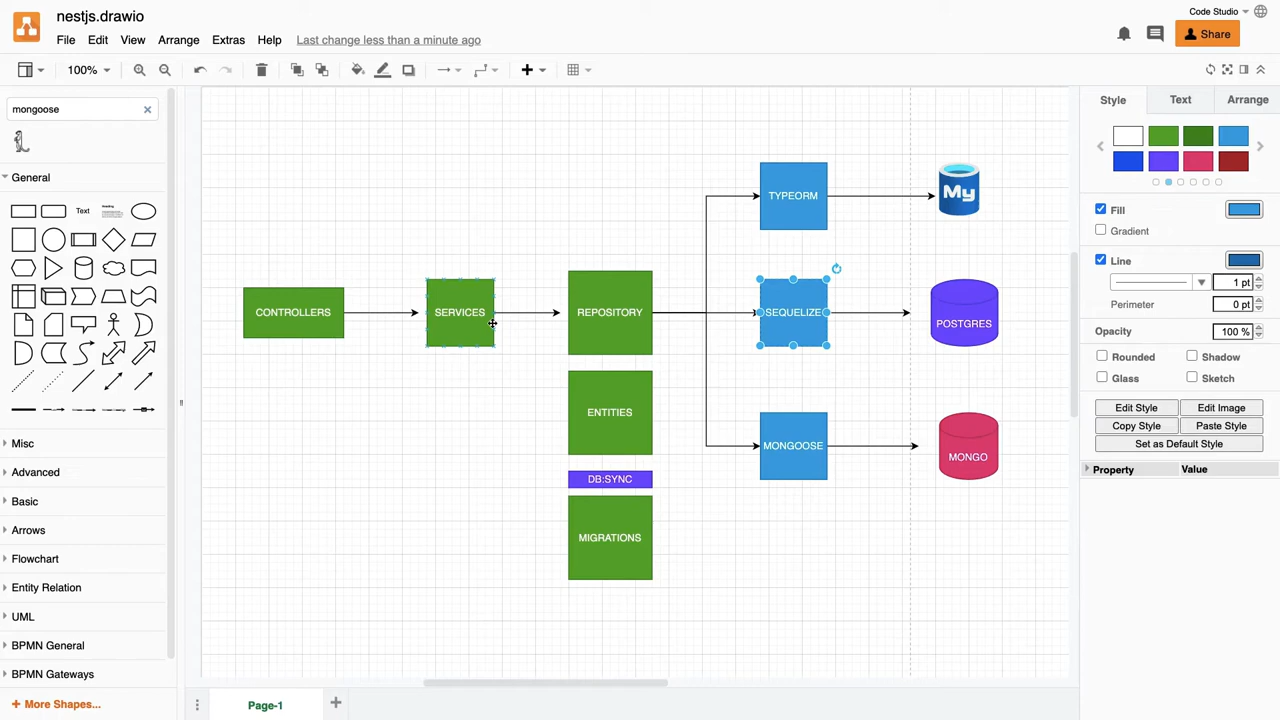 nestjs.drawio
Code Studio
File Edit View Arrange Extras Help Last change less than a minute ago
Share
100%
mongoose
General
Text
Heading
Misc
Advanced
Basic
Arrows
Flowchart
Entity Relation
UML
BPMN General
BPMN Gateways
+ More Shapes...
CONTROLLERS
SERVICES
REPOSITORY
ENTITIES
DB:SYNC
MIGRATIONS
TYPEORM
SEQUELIZE
MONGOOSE
My
POSTGRES
MONGO
Page-1
Style Text Arrange
Fill
Gradient
Line
1 pt
Perimeter 0 pt
Opacity 100 %
Rounded Shadow
Glass Sketch
Edit Style Edit Image
Copy Style Paste Style
Set as Default Style
Property Value